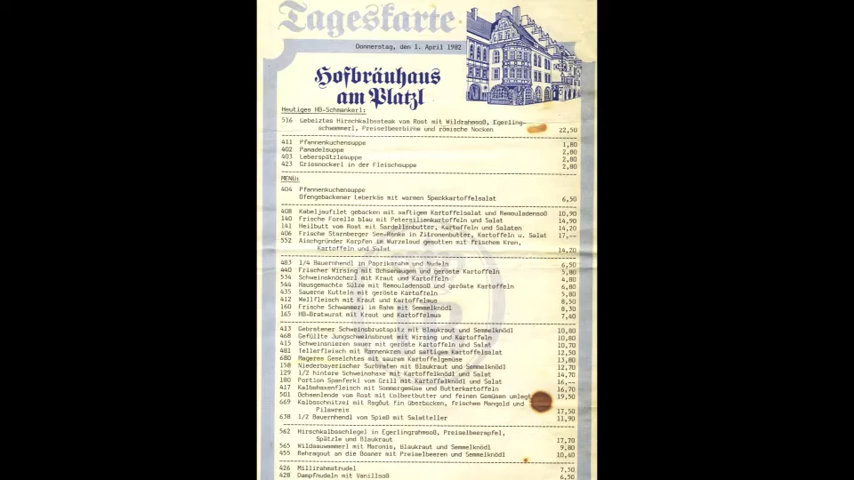 Tageskarte
Donnerstag, den 1. April 1982
Hofbräuhaus
am Platzl
Heutiges HB-Schmankerl:
516 Gebeiztes Hirschkalbsteak vom Rost mit Wildrahmsoß, Egerling-
schwammerl, Preiselbeerbirne und römische Nocken 22,50
411 Pfannenkuchensuppe 1,80
402 Panadelsuppe 2,80
403 Leberspätzlesuppe 2,80
423 Griesnockerl in der Fleischsuppe 2,80
MENÜ:
404 Pfannenkuchensuppe
Ofengebackener Leberkäs mit warmen Speckkartoffelsalat 6,50
408 Kabeljaufilet gebacken mit saftigem Kartoffelsalat und Remouladensoß 10,90
140 Frische Forelle blau mit Petersilienkartoffeln und Salat 14,90
141 Heilbutt vom Rost mit Sardellenbutter, Kartoffeln und Salaten 14,20
406 Frische Starnberger See-Renke in Zitronenbutter, Kartoffeln u. Salat 17,--
552 Aischgründer Karpfen im Wurzelsud gesotten mit frischem Kren,
Kartoffeln und Salat 14,20
483 1/4 Bauernhendl in Paprikarahm und Nudeln 6,50
440 Frischer Wirsing mit Ochsenaugen und geröste Kartoffeln 5,80
534 Schweinsknöcherl mit Kraut und Kartoffeln 4,80
544 Hausgemachte Sülze mit Remouladensoß und geröste Kartoffeln 6,80
435 Sauerne Kutteln mit geröste Kartoffeln 5,80
412 Wellfleisch mit Kraut und Kartoffelmus 8,50
160 Frische Schwammerl im Rahm mit Semmelknödl 8,30
165 HB-Bratwurst mit Kraut und Kartoffelmus 7,40
413 Gebratener Schweinsbrustspitz mit Blaukraut und Semmelknödl 10,80
468 Gefüllte Jungschweinsbrust mit Wirsing und Kartoffeln 10,80
415 Schweinsnieren sauer mit geröste Kartoffeln und Salat 10,70
481 Tellerfleisch mit Tannenkren und saftigem Kartoffelsalat 12,50
680 Mageres Geselchtes mit saurem Kartoffelgemüse 13,80
158 Niederbayerischer Surbraten mit Blaukraut und Semmelknödl 12,70
129 1/2 hintere Schweinshaxe mit Kartoffelknödl und Salat 14,70
180 Portion Spanferkl vom Grill mit Kartoffelknödl und Salat 16,--
417 Kalbshaxenfleisch mit Sommergemüse und Butterkartoffeln 16,70
501 Ochsenlende vom Rost mit Colbertbutter und feinen Gemüsen umlegt 19,50
669 Kalbsschnitzel mit Ragout fin überbacken, frischem Mangold und
Pilawreis 17,50
638 1/2 Bauernhendl vom Spieß mit Salatteller 11,90
562 Hirschkalbsschlegel in Egerlingrahmsoß, Preiselbeerapfel,
Spätzle und Blaukraut 17,70
565 Wildsauwammerl mit Maronis, Blaukraut und Semmelknödl 9,80
455 Rehragout an die Boaner mit Preiselbeeren und Semmelknödl 10,40
426 Millirahmstrudel 7,50
428 Dampfnudeln mit Vanillsoß 6,50